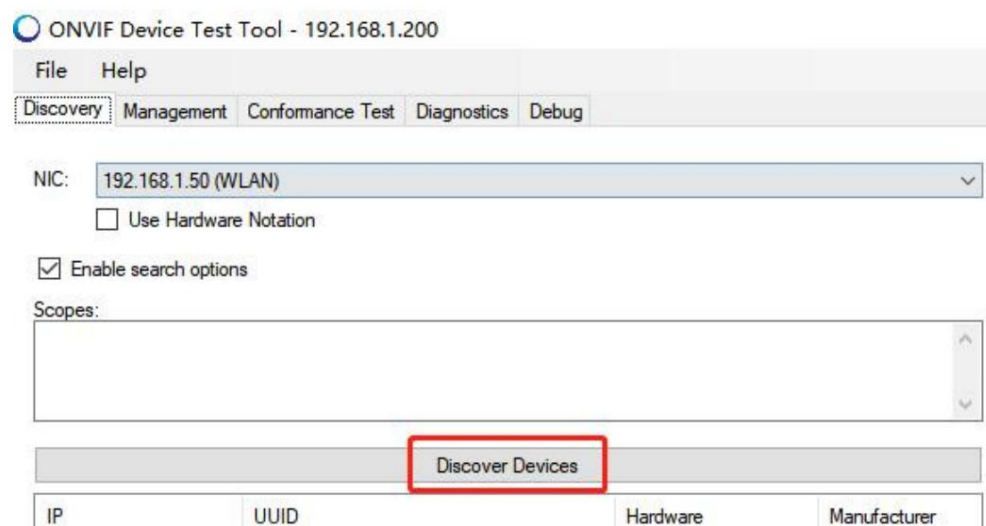 ONVIF Device Test Tool - 192.168.1.200
File Help
Discovery Management Conformance Test Diagnostics Debug
NIC: 192.168.1.50 (WLAN)
Use Hardware Notation
Enable search options
Scopes:
Discover Devices
IP UUID Hardware Manufacturer